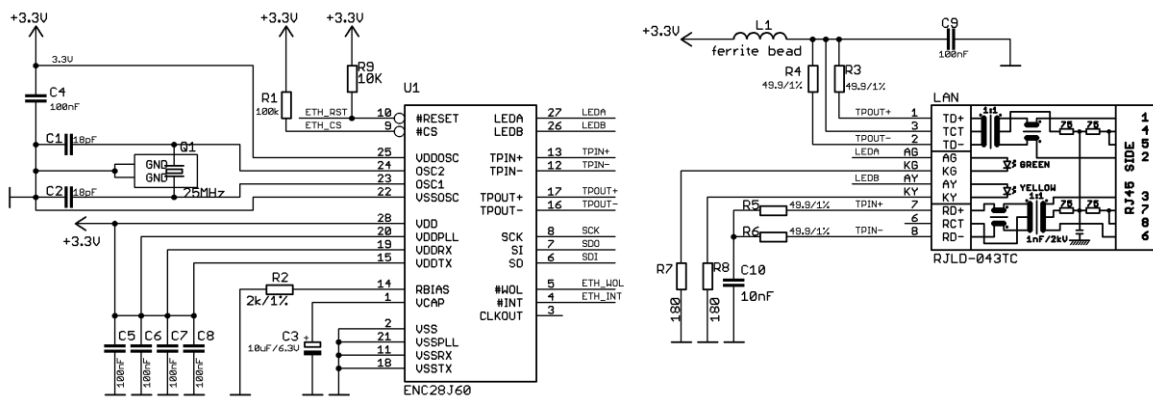 +3.3V
+3.3V
+3.3V
3.3V
C4
100nF
R1
100k
R9
10K
ETH_RST
ETH_CS
C1 18pF
Q1
GND
GND
25MHz
C2 18pF
+3.3V
R2
2k/1%
C3
10uF/6.3V
C5 C6 C7 C8
100nF 100nF 100nF 100nF
U1
10 #RESET LEDA 27 LEDA
9 #CS LEDB 26 LEDB
25 VDDOSC TPIN+ 13 TPIN+
24 OSC2 TPIN- 12 TPIN-
23 OSC1
22 VSSOSC TPOUT+ 17 TPOUT+
TPOUT- 16 TPOUT-
28 VDD
20 VDDPLL SCK 8 SCK
19 VDDRX SI 7 SDO
15 VDDTX SO 6 SDI
14 RBIAS #WOL 5 ETH_WOL
1 VCAP #INT 4 ETH_INT
CLKOUT 3
2 VSS
21 VSSPLL
11 VSSRX
18 VSSTX
ENC28J60
+3.3V
L1
ferrite bead
C9
100nF
R4
49.9/1%
R3
49.9/1%
LAN
TPOUT+ 1 TD+
3 TCT
TPOUT- 2 TD-
LEDA AG AG
KG KG
LEDB AY AY
KY KY
TPIN+ 7 RD+
6 RCT
TPIN- 8 RD-
R5 49.9/1%
R6 49.9/1%
R7
180
R8
180
C10
10nF
1:1
75 75
GREEN
YELLOW
1:1
75 75
1nF/2kV
1
4
5
2
3
7
8
6
RJ45 SIDE
RJLD-043TC